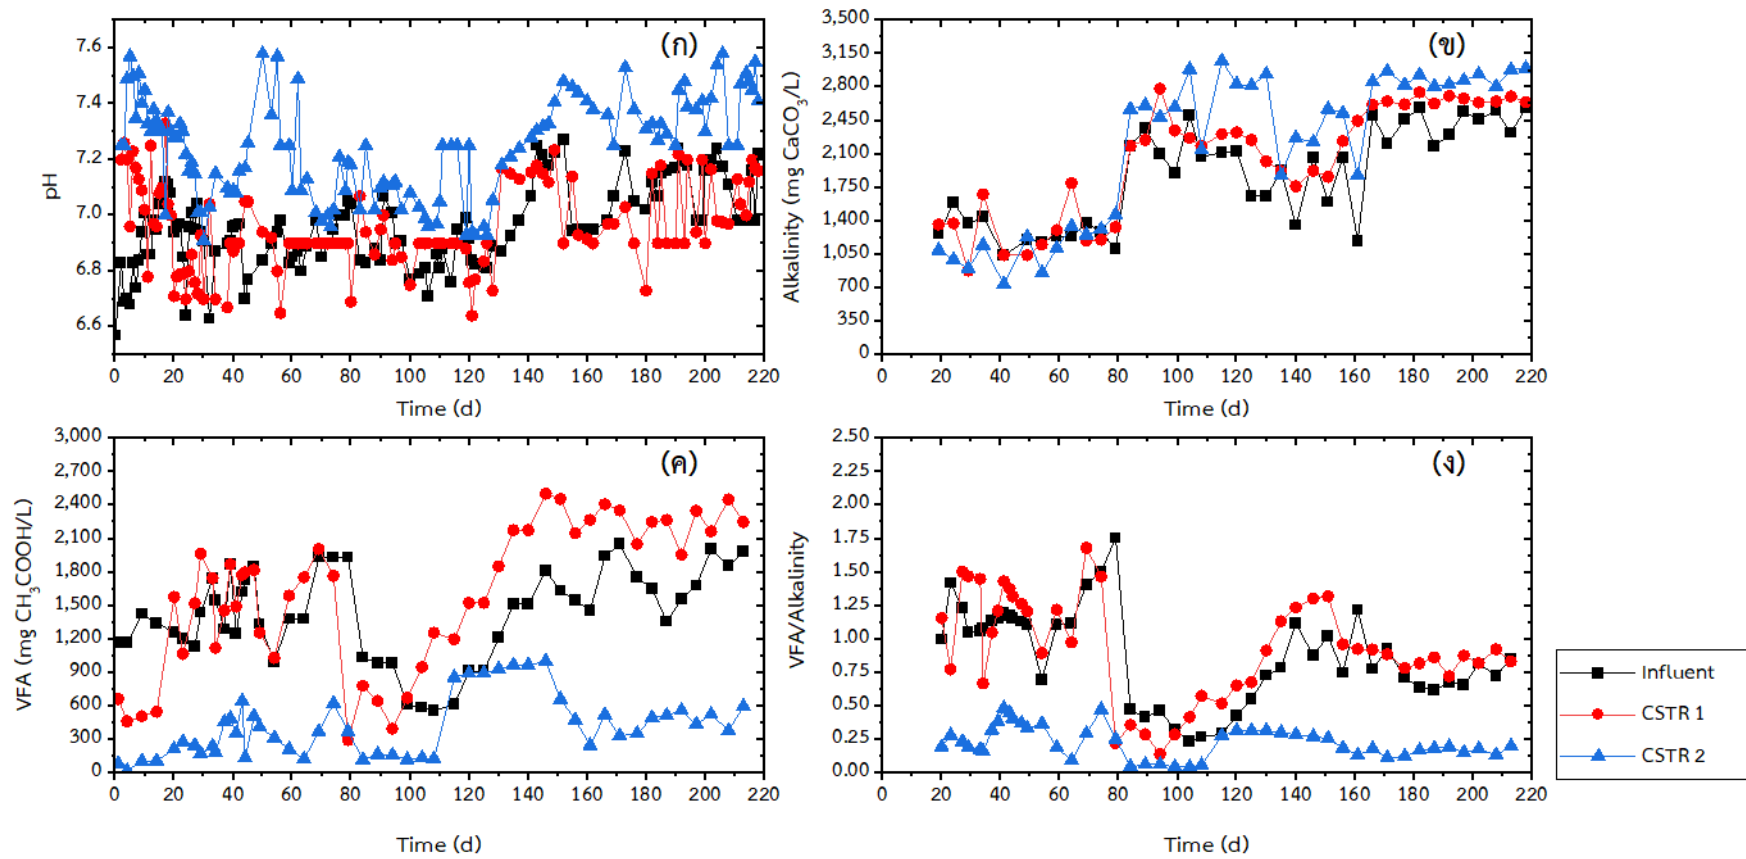 (ก)
pH
7.6
7.4
7.2
7.0
6.8
6.6
0 20 40 60 80 100 120 140 160 180 200 220
Time (d)
(ข)
Alkalinity (mg CaCO3/L)
3,500
3,150
2,800
2,450
2,100
1,750
1,400
1,050
700
350
0
0 20 40 60 80 100 120 140 160 180 200 220
Time (d)
(ค)
VFA (mg CH3COOH/L)
3,000
2,700
2,400
2,100
1,800
1,500
1,200
900
600
300
0
0 20 40 60 80 100 120 140 160 180 200 220
Time (d)
(ง)
VFA/Alkalinity
2.50
2.25
2.00
1.75
1.50
1.25
1.00
0.75
0.50
0.25
0.00
0 20 40 60 80 100 120 140 160 180 200 220
Time (d)
Influent
CSTR 1
CSTR 2